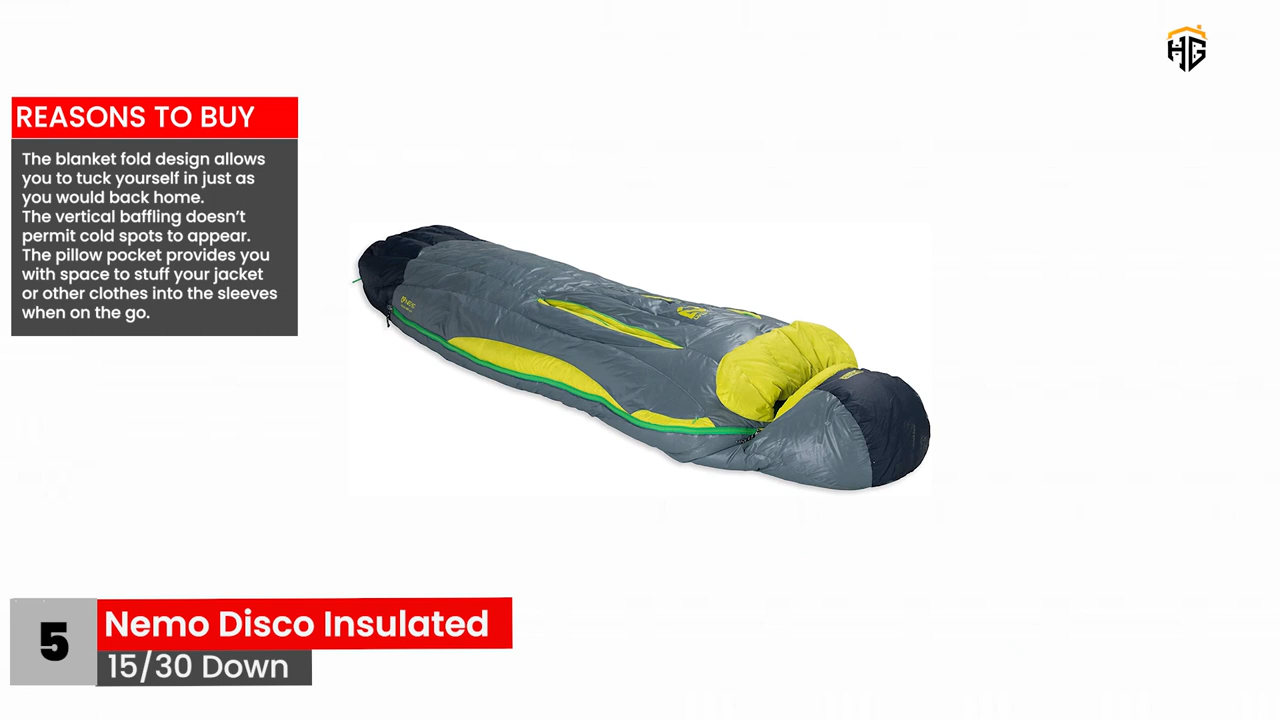 HG
REASONS TO BUY
The blanket fold design allows
you to tuck yourself in just as
you would back home.
The vertical baffling doesn't
permit cold spots to appear.
The pillow pocket provides you
with space to stuff your jacket
or other clothes into the sleeves
when on the go.
5
Nemo Disco Insulated
15/30 Down